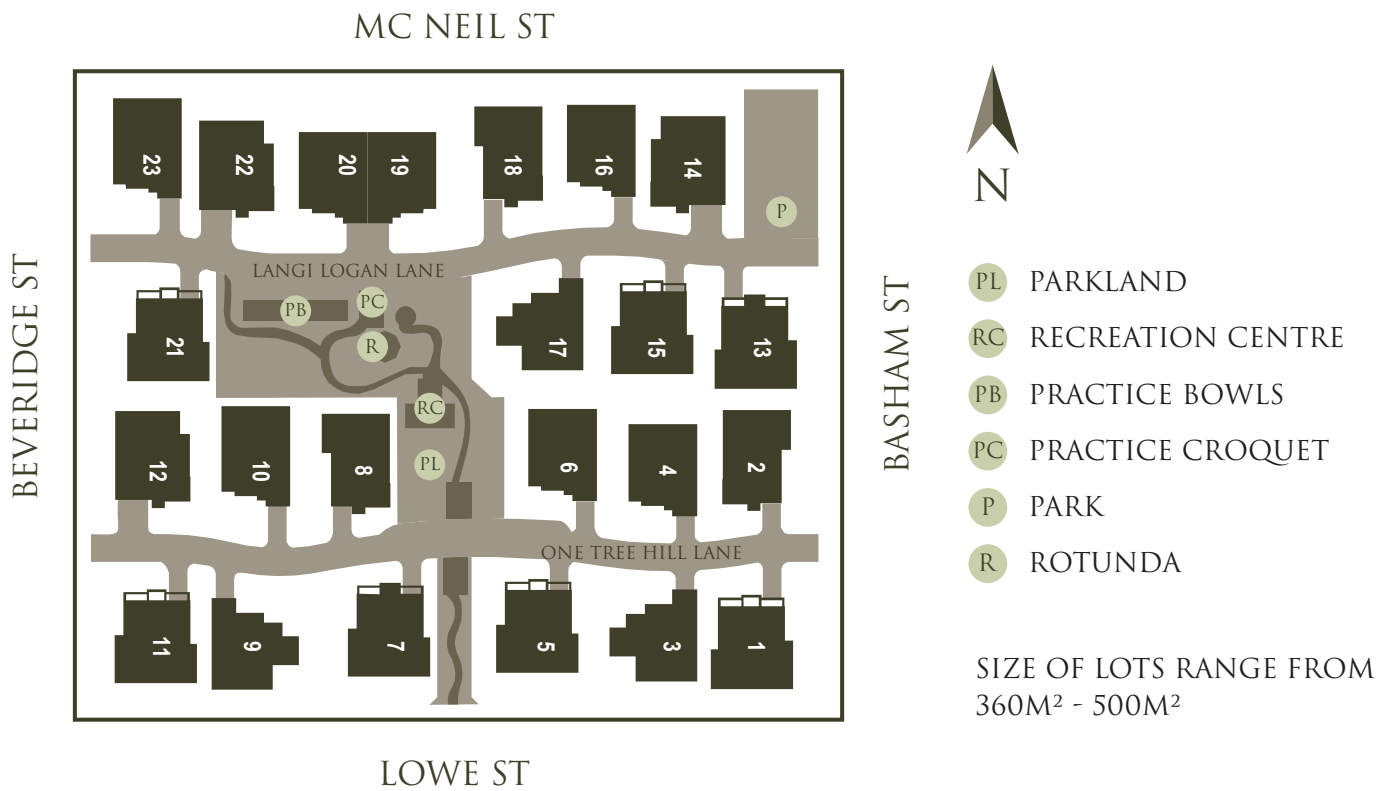 MC NEIL ST
BEVERIDGE ST
BASHAM ST
LOWE ST
23
22
20
19
18
16
14
P
LANGI LOGAN LANE
PB
PC
R
21
17
15
13
RC
PL
12
10
8
6
4
2
ONE TREE HILL LANE
11
9
7
5
3
1
N
PL PARKLAND
RC RECREATION CENTRE
PB PRACTICE BOWLS
PC PRACTICE CROQUET
P PARK
R ROTUNDA
SIZE OF LOTS RANGE FROM
360M² - 500M²